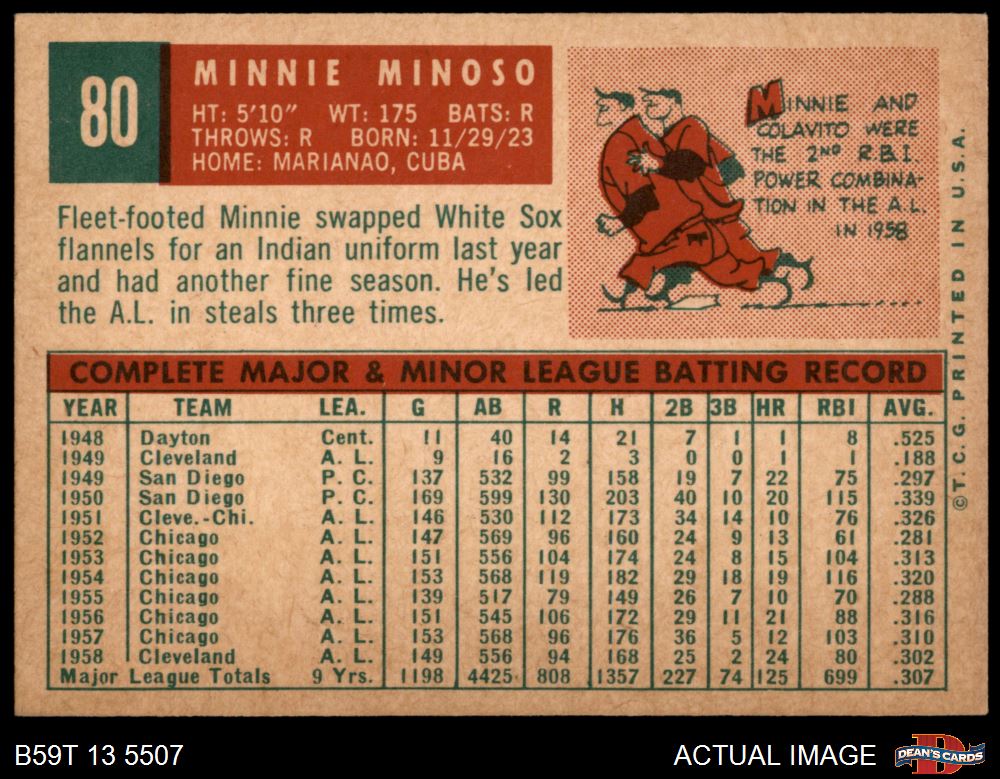 80
MINNIE MINOSO
HT: 5'10" WT: 175 BATS: R
THROWS: R BORN: 11/29/23
HOME: MARIANAO, CUBA
MINNIE AND
COLAVITO WERE
THE 2ND R.B.I.
POWER COMBINA-
TION IN THE A.L.
IN 1958
Fleet-footed Minnie swapped White Sox
flannels for an Indian uniform last year
and had another fine season. He's led
the A.L. in steals three times.
COMPLETE MAJOR & MINOR LEAGUE BATTING RECORD
YEAR TEAM LEA. G AB R H 2B 3B HR RBI AVG.
1948 Dayton Cent. 11 40 14 21 7 1 1 8 .525
1949 Cleveland A. L. 9 16 2 3 0 0 1 1 .188
1949 San Diego P. C. 137 532 99 158 19 7 22 75 .297
1950 San Diego P. C. 169 599 130 203 40 10 20 115 .339
1951 Cleve.-Chi. A. L. 146 530 112 173 34 14 10 76 .326
1952 Chicago A. L. 147 569 96 160 24 9 13 61 .281
1953 Chicago A. L. 151 556 104 174 24 8 15 104 .313
1954 Chicago A. L. 153 568 119 182 29 18 19 116 .320
1955 Chicago A. L. 139 517 79 149 26 7 10 70 .288
1956 Chicago A. L. 151 545 106 172 29 11 21 88 .316
1957 Chicago A. L. 153 568 96 176 36 5 12 103 .310
1958 Cleveland A. L. 149 556 94 168 25 2 24 80 .302
Major League Totals 9 Yrs. 1198 4425 808 1357 227 74 125 699 .307
© T. C. G. PRINTED IN U.S.A.
B59T 13 5507
ACTUAL IMAGE
DEAN'S CARDS